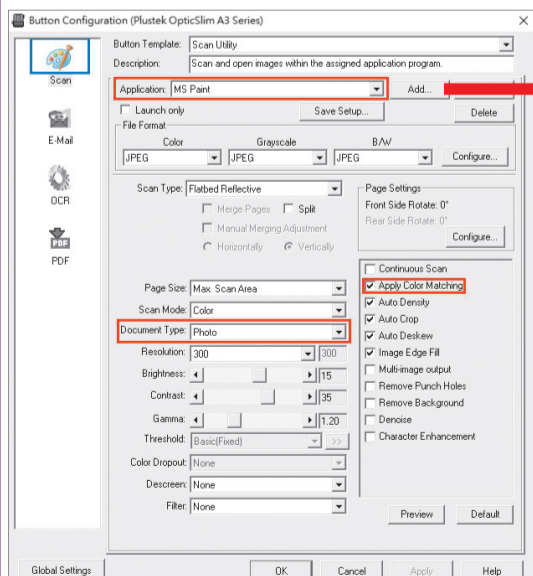 Button Configuration (Plustek OpticSlim A3 Series)
Button Template: Scan Utility
Description: Scan and open images within the assigned application program.
Scan
Application: MS Paint Add...
Launch only Save Setup... Delete
File Format
Color Grayscale B/W
JPEG JPEG JPEG Configure...
E-Mail
OCR
PDF
PDF
Scan Type: Flatbed Reflective
Merge Pages Split
Manual Merging Adjustment
Horizontally Vertically
Page Settings
Front Side Rotate: 0°
Rear Side Rotate: 0°
Configure...
Page Size: Max. Scan Area
Scan Mode: Color
Document Type: Photo
Resolution: 300 300
Brightness: 15
Contrast: 35
Gamma: 1.20
Threshold: Basic(Fixed) >>
Color Dropout: None
Descreen: None
Filter: None
Continuous Scan
Apply Color Matching
Auto Density
Auto Crop
Auto Deskew
Image Edge Fill
Multi-image output
Remove Punch Holes
Remove Background
Denoise
Character Enhancement
Preview Default
Global Settings OK Cancel Apply Help